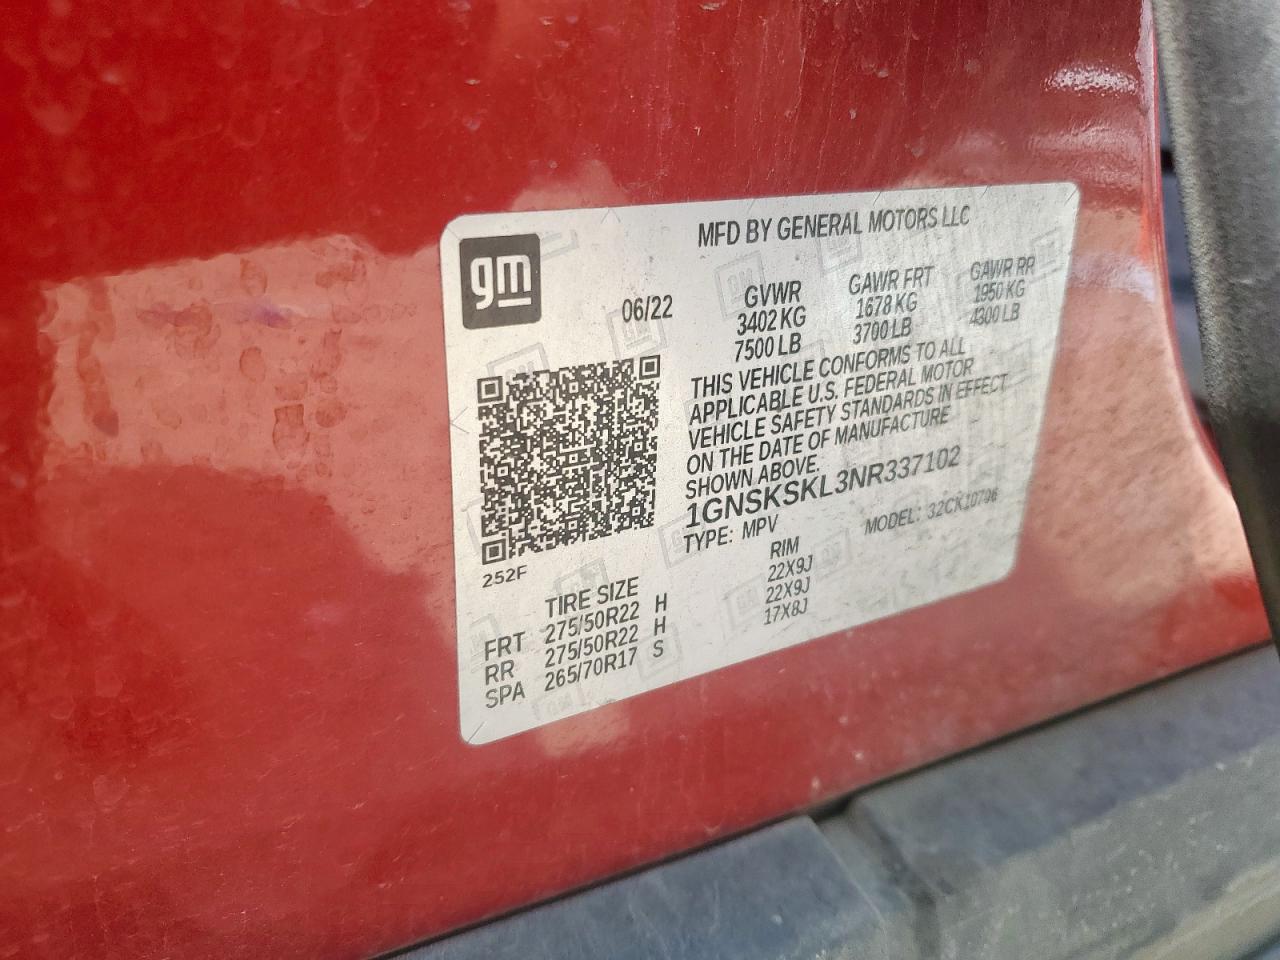 gm
MFD BY GENERAL MOTORS LLC
06/22
GVWR GAWR FRT GAWR RR
3402 KG 1678 KG 1950 KG
7500 LB 3700 LB 4300 LB
THIS VEHICLE CONFORMS TO ALL
APPLICABLE U.S. FEDERAL MOTOR
VEHICLE SAFETY STANDARDS IN EFFECT
ON THE DATE OF MANUFACTURE
SHOWN ABOVE.
1GNSKSKL3NR337102
TYPE: MPV MODEL: 32CK10706
252F
TIRE SIZE RIM
FRT 275/50R22 H 22X9J
RR 275/50R22 H 22X9J
SPA 265/70R17 S 17X8J